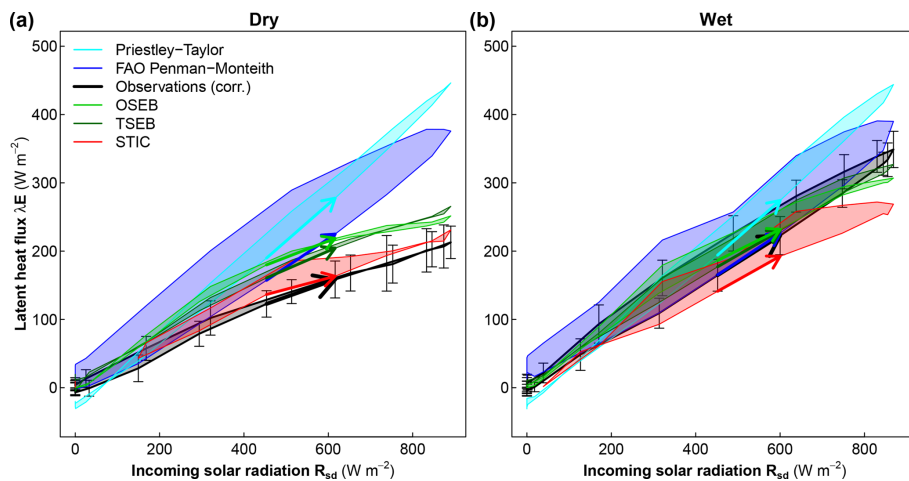 (a)
Dry
(b)
Wet
500
400
300
200
100
0
Latent heat flux λE (W m−2)
Priestley−Taylor
FAO Penman−Monteith
Observations (corr.)
OSEB
TSEB
STIC
0 200 400 600 800
Incoming solar radiation Rsd (W m−2)
500
400
300
200
100
0
0 200 400 600 800
Incoming solar radiation Rsd (W m−2)